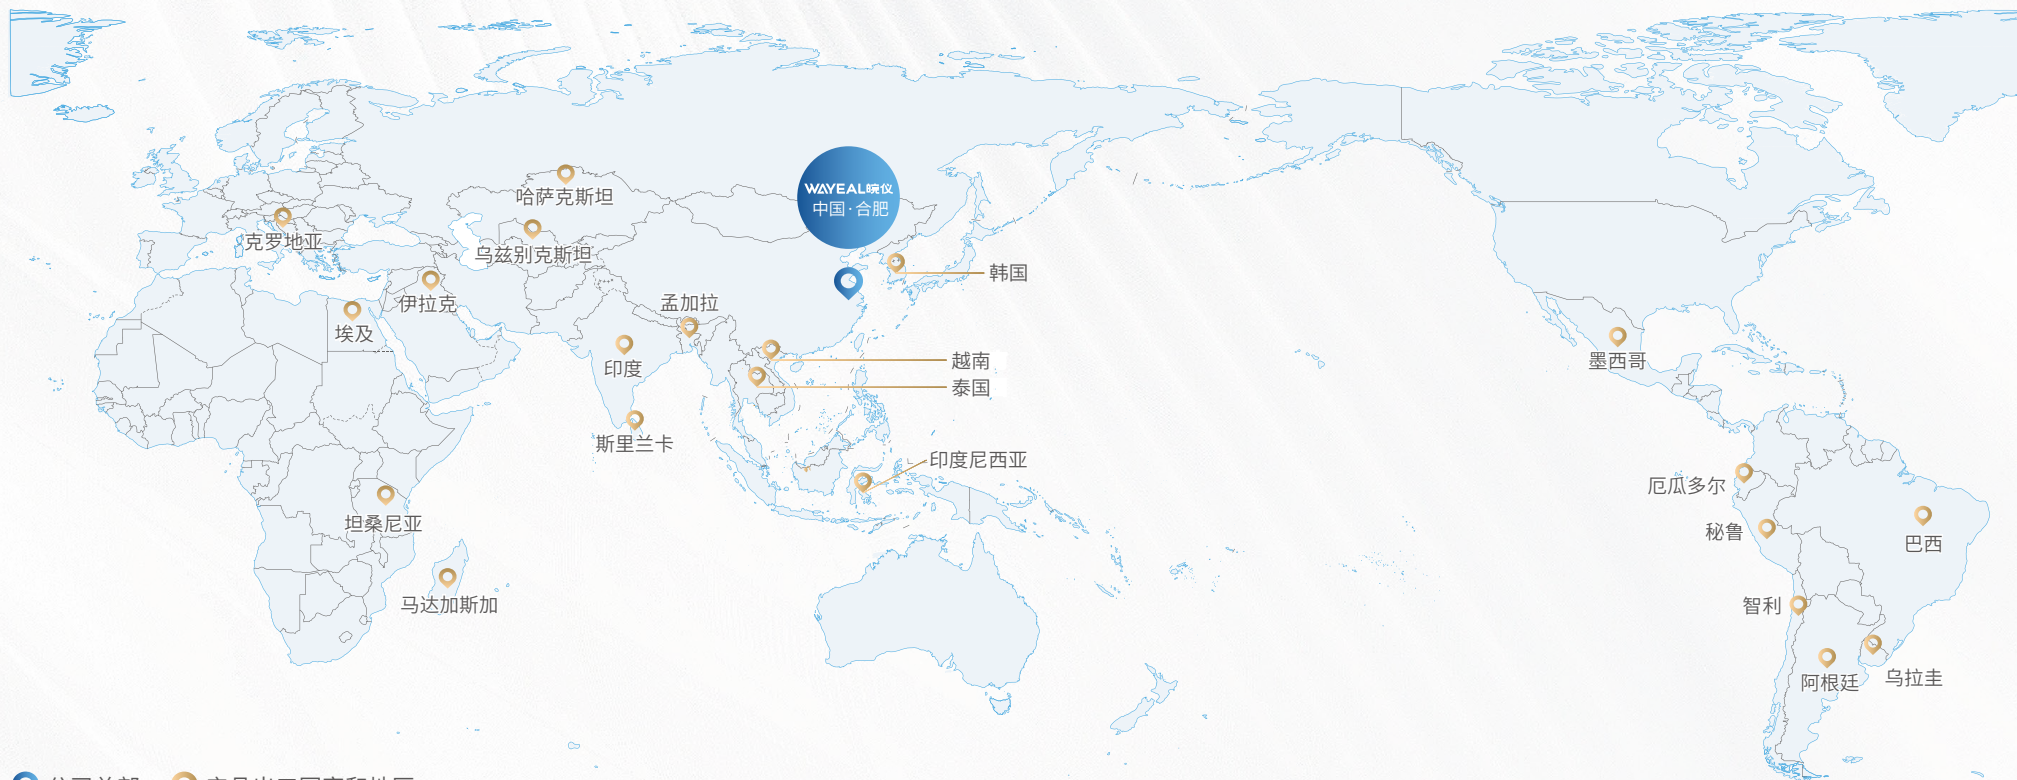 哈萨克斯坦
WAYEAL皖仪
中国·合肥
克罗地亚
乌兹别克斯坦
韩国
伊拉克
孟加拉
埃及
越南
墨西哥
印度
泰国
斯里兰卡
印度尼西亚
厄瓜多尔
坦桑尼亚
秘鲁
巴西
马达加斯加
智利
乌拉圭
阿根廷